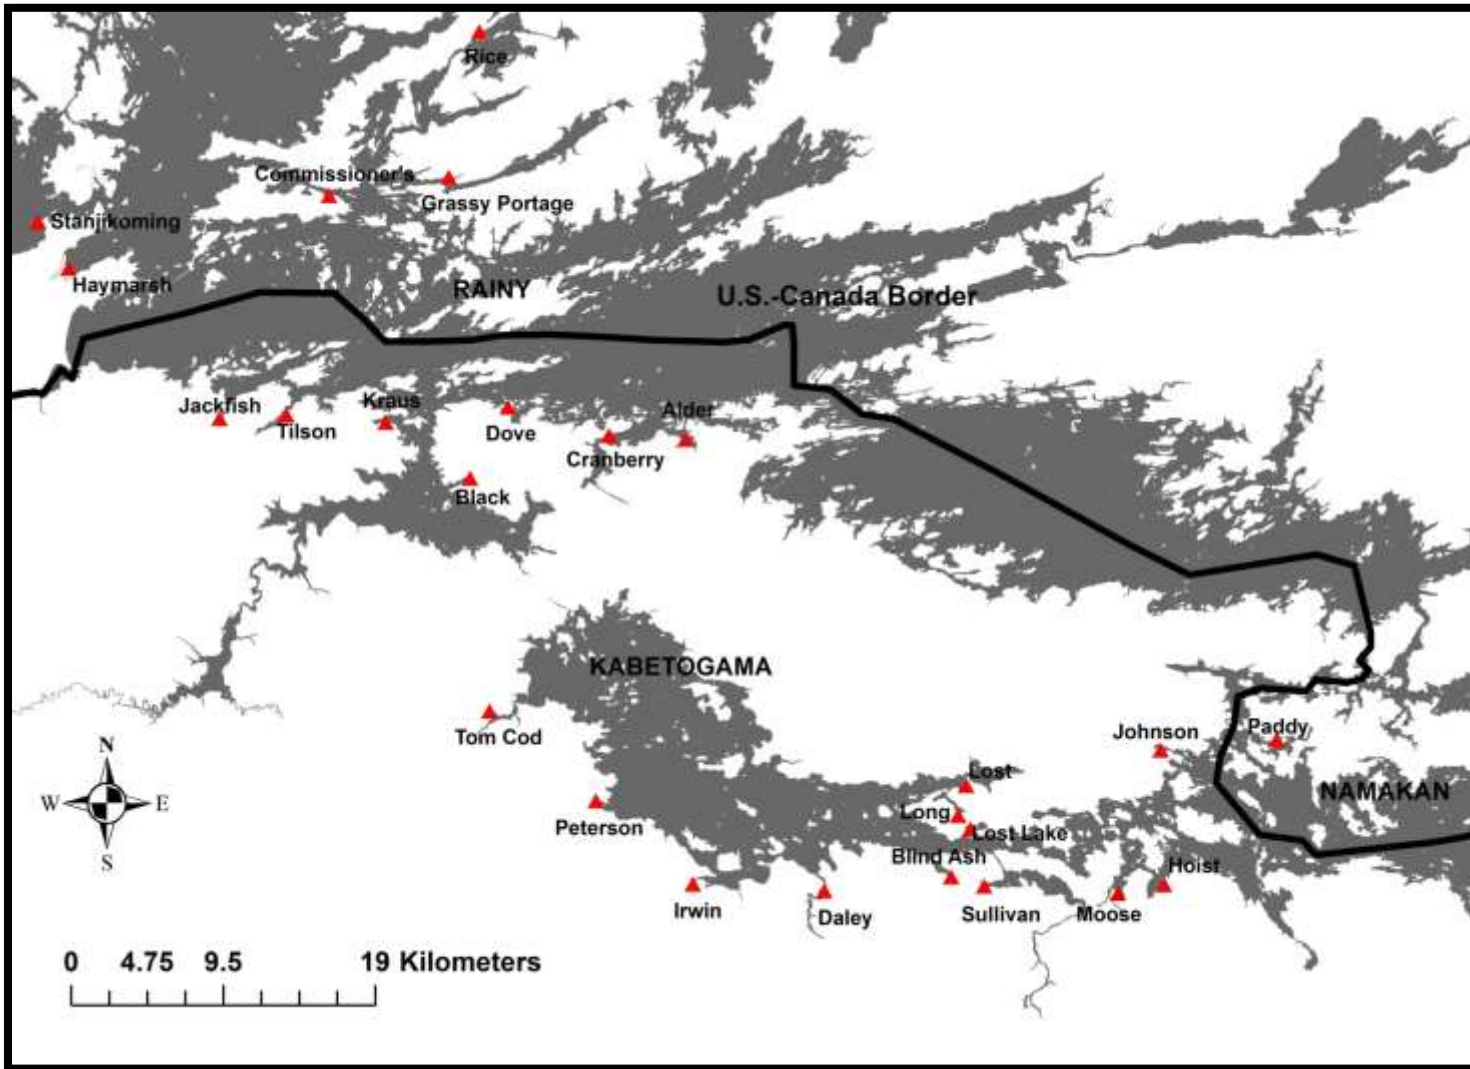 Rice
Commissioner's
Grassy Portage
Stanjikoming
Haymarsh
RAINY
U.S.-Canada Border
Jackfish
Tilson
Kraus
Dove
Alder
Cranberry
Black
KABETOGAMA
Tom Cod
Johnson
Paddy
Lost
NAMAKAN
Long
Peterson
Lost Lake
Blind Ash
Hoist
Irwin
Daley
Sullivan
Moose
N
W E
S
0 4.75 9.5 19 Kilometers